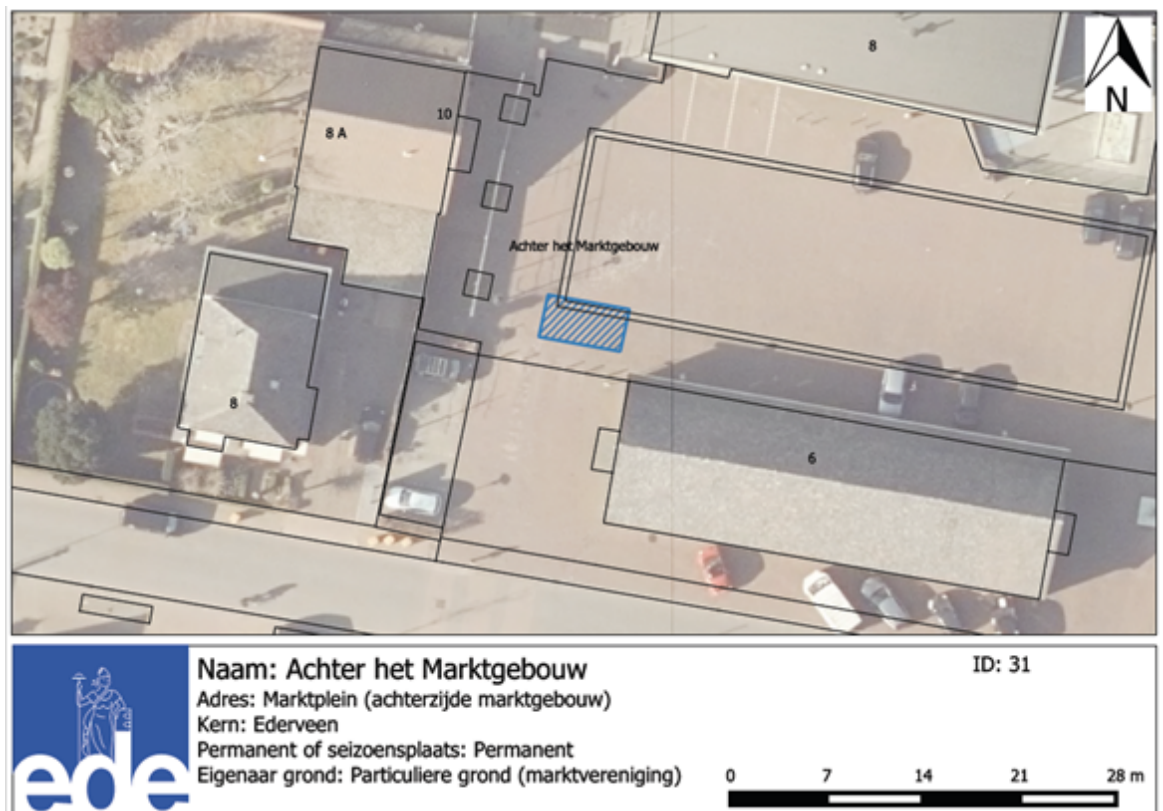 8
N
10
8 A
Achter het Marktgebouw
8
6
Naam: Achter het Marktgebouw
ID: 31
Adres: Marktplein (achterzijde marktgebouw)
Kern: Ederveen
Permanent of seizoensplaats: Permanent
Eigenaar grond: Particuliere grond (marktvereniging)
0 7 14 21 28 m
ede